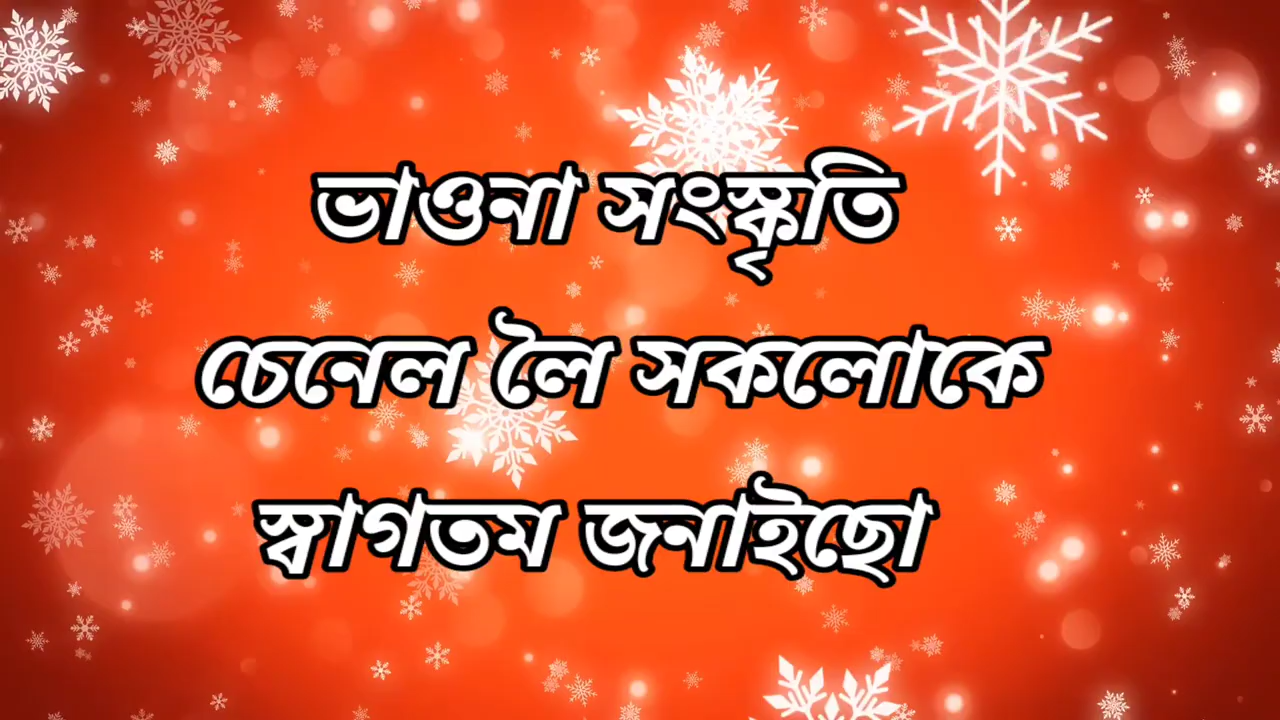 ভাওনা সংস্কৃতি
চেনেল লৈ সকলোকে
স্বাগতম জনাইছো